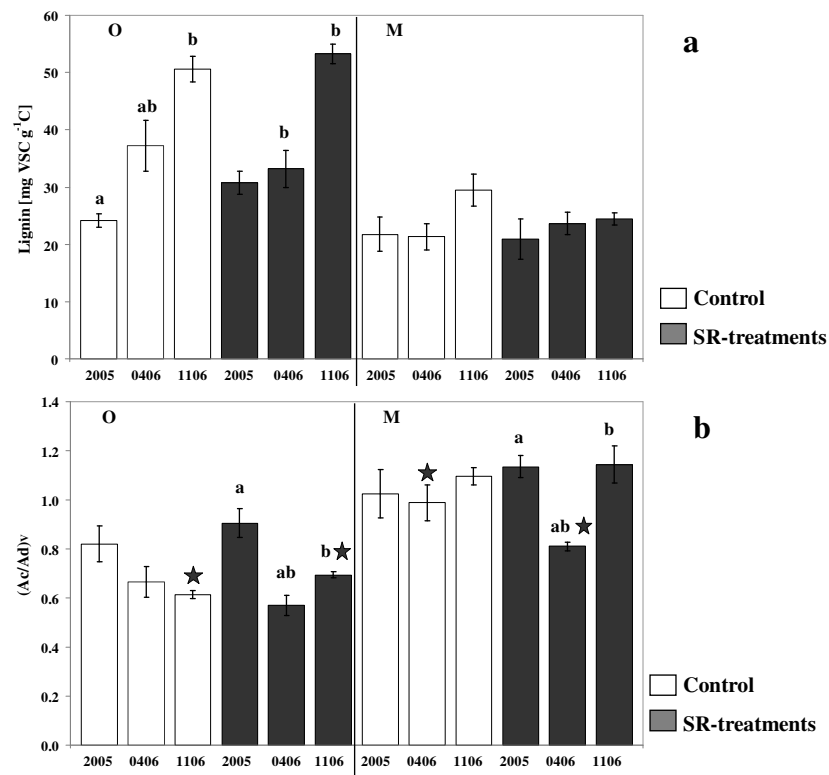 60
50
40
30
20
10
0
Lignin [mg VSC g⁻¹C]
O
M
a
a
ab
b
b
b
2005 0406 1106 2005 0406 1106 2005 0406 1106 2005 0406 1106
Control
SR-treatments
1.4
1.2
1.0
0.8
0.6
0.4
0.2
0.0
(Ac/Ad)v
O
M
b
a
ab
b
a
ab
b
2005 0406 1106 2005 0406 1106 2005 0406 1106 2005 0406 1106
Control
SR-treatments